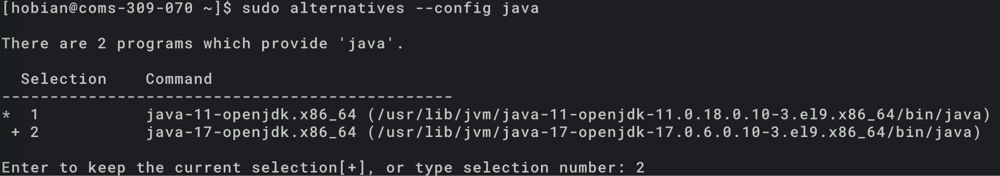 [hobian@coms-309-070 ~]$ sudo alternatives --config java
There are 2 programs which provide 'java'.
  Selection    Command
-----------------------------------------------
*  1           java-11-openjdk.x86_64 (/usr/lib/jvm/java-11-openjdk-11.0.18.0.10-3.el9.x86_64/bin/java)
 + 2           java-17-openjdk.x86_64 (/usr/lib/jvm/java-17-openjdk-17.0.6.0.10-3.el9.x86_64/bin/java)
Enter to keep the current selection[+], or type selection number: 2